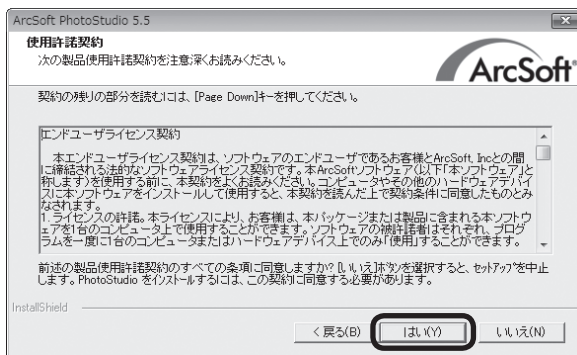 ArcSoft PhotoStudio 5.5
使用許諾契約
次の製品使用許諾契約を注意深くお読みください。
ArcSoft
契約の残りの部分を読むには、[Page Down]キーを押してください。
エンドユーザライセンス契約
本エンドユーザライセンス契約は、ソフトウェアのエンドユーザであるお客様とArcSoft, Incとの間
に締結される法的なソフトウェアライセンス契約です。本ArcSoftソフトウェア(以下「本ソフトウェア」と
称します)を使用する前に、本契約をよくお読みください。コンピュータやその他のハードウェアデバイ
スに本ソフトウェアをインストールして使用すると、本契約を読んだ上で契約条件に同意したものとみ
なされます。
1. ライセンスの許諾。本ライセンスにより、お客様は、本パッケージまたは製品に含まれる本ソフトウ
ェアを1台のコンピュータ上で使用することができます。ソフトウェアの被許諾者はそれぞれ、プログ
ラムを一度に1台のコンピュータまたはハードウェアデバイス上でのみ「使用」することができます。
前述の製品使用許諾契約のすべての条項に同意しますか? [いいえ]ボタンを選択すると、セットアップを中止
します。PhotoStudio をインストールするには、この契約に同意する必要があります。
InstallShield
< 戻る(B)
はい(Y)
いいえ(N)